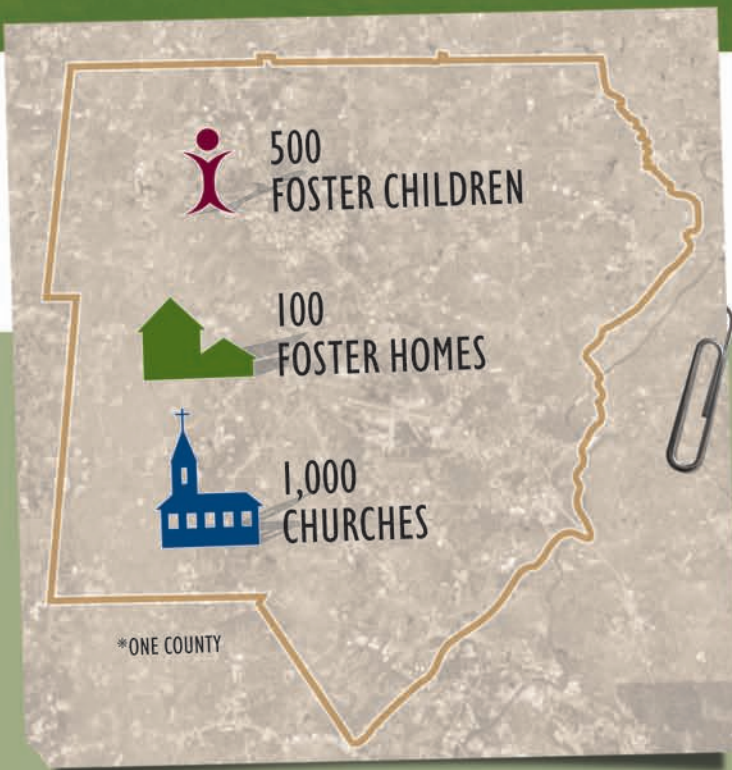 500
FOSTER CHILDREN
100
FOSTER HOMES
1,000
CHURCHES
*ONE COUNTY